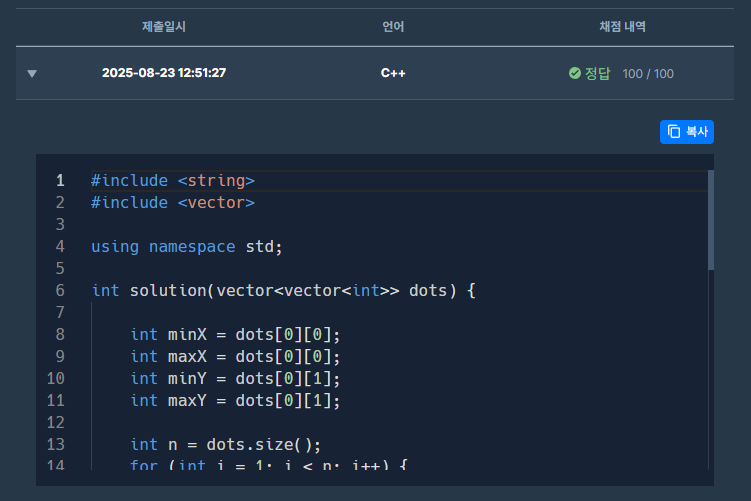 제출일시 언어 채점 내역
2025-08-23 12:51:27 C++ 정답 100 / 100
복사
1 #include <string>
2 #include <vector>
3
4 using namespace std;
5
6 int solution(vector<vector<int>> dots) {
7
8 int minX = dots[0][0];
9 int maxX = dots[0][0];
10 int minY = dots[0][1];
11 int maxY = dots[0][1];
12
13 int n = dots.size();
14 for (int i = 1; i < n; i++) {